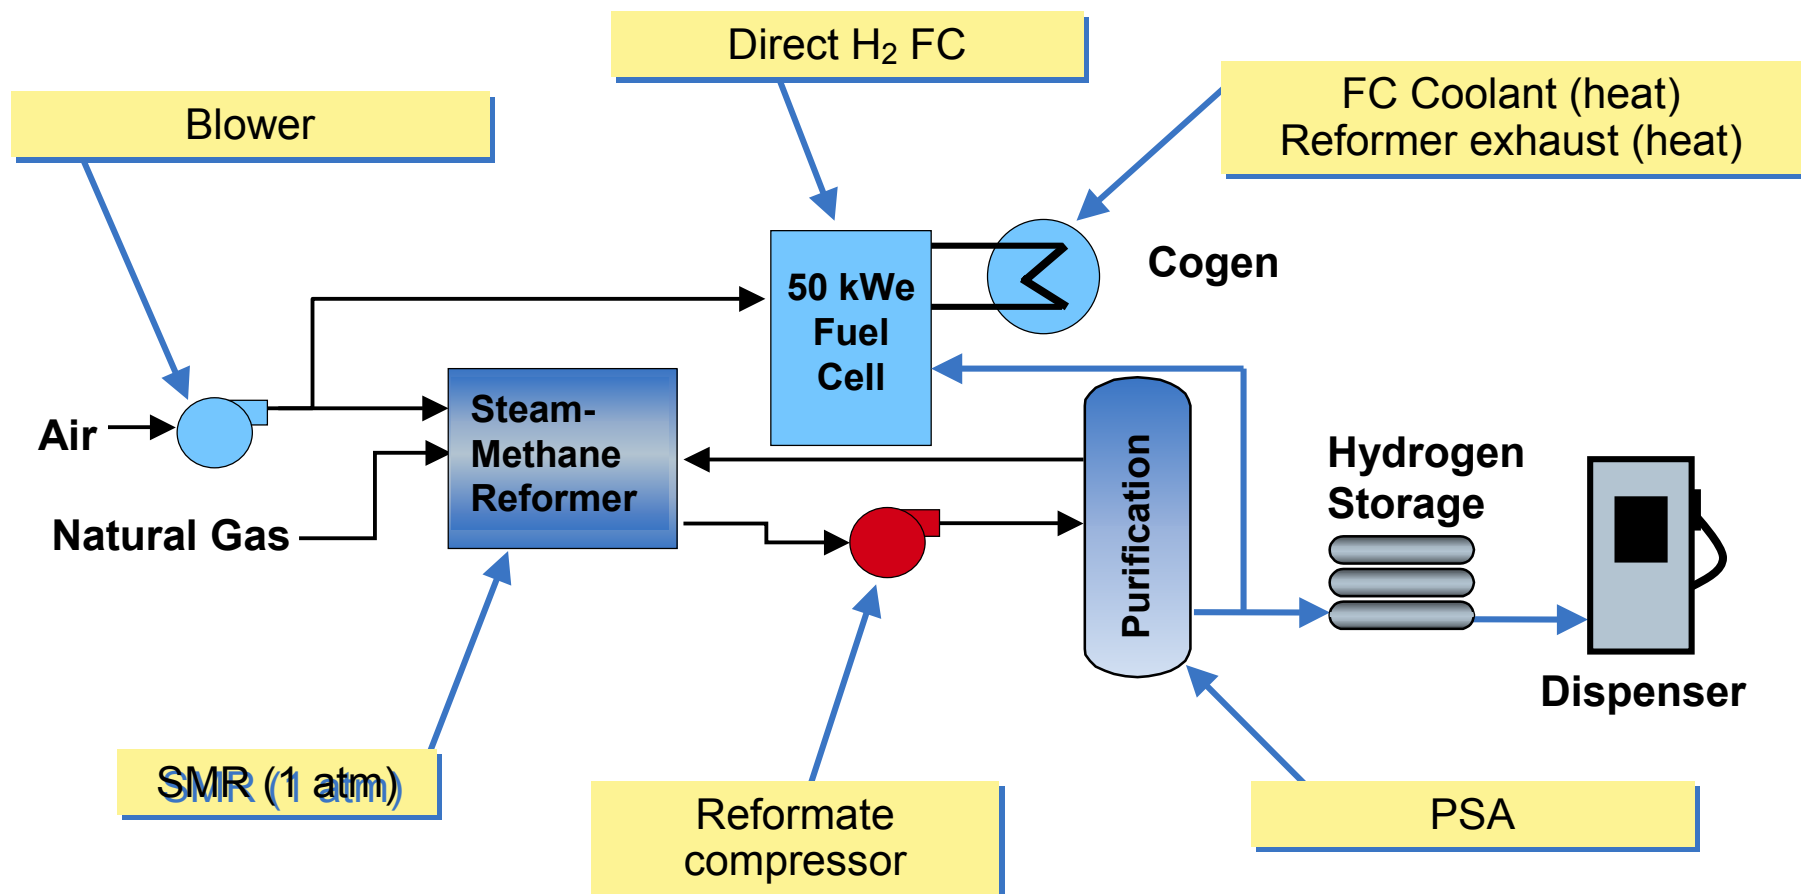 Direct H₂ FC
FC Coolant (heat)
Reformer exhaust (heat)
Blower
50 kWe
Fuel
Cell
Cogen
Steam-
Methane
Reformer
Air
Natural Gas
Purification
Hydrogen
Storage
Dispenser
SMR (1 atm)
Reformate
compressor
PSA